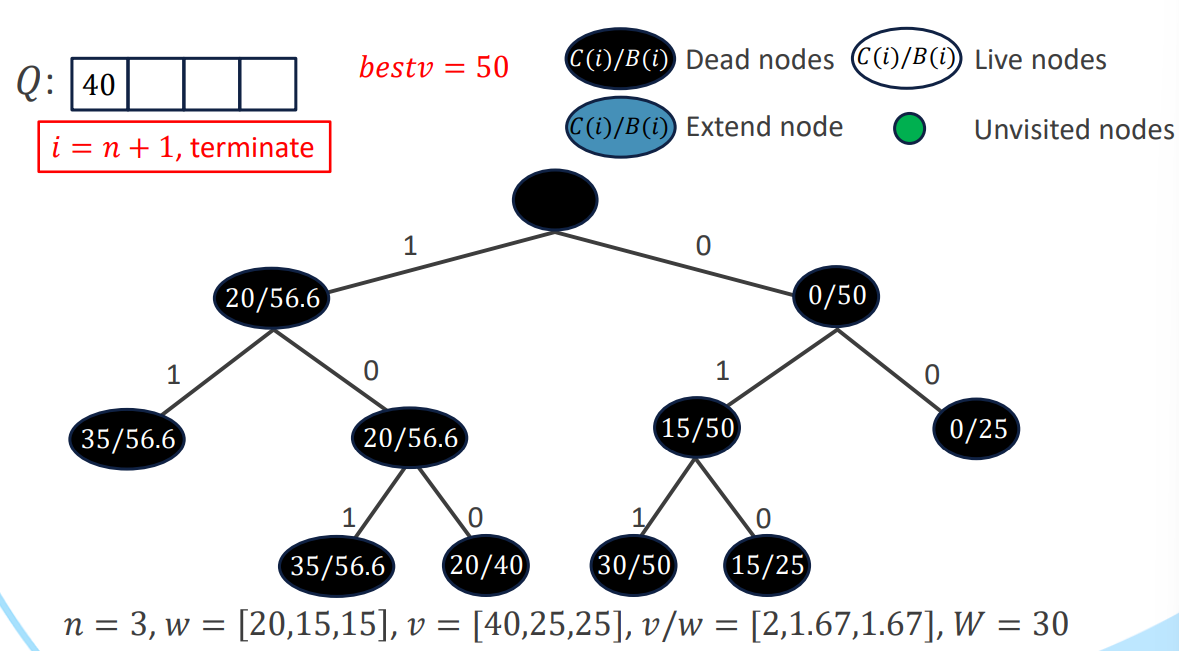 Q: 40
bestv = 50
C(i)/B(i) Dead nodes
C(i)/B(i) Live nodes
C(i)/B(i) Extend node
Unvisited nodes
i = n + 1, terminate
1 0
20/56.6 0/50
1 0 1 0
35/56.6 20/56.6 15/50 0/25
1 0 1 0
35/56.6 20/40 30/50 15/25
n = 3, w = [20,15,15], v = [40,25,25], v/w = [2,1.67,1.67], W = 30